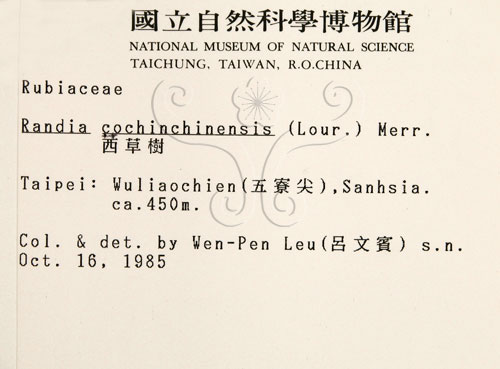 國立自然科學博物館
NATIONAL MUSEUM OF NATURAL SCIENCE
TAICHUNG, TAIWAN, R.O.CHINA
Rubiaceae
Randia cochinchinensis (Lour.) Merr.
茜草樹
Taipei: Wuliaochien(五寮尖),Sanhsia.
ca.450m.
Col. & det. by Wen-Pen Leu(呂文賓) s.n.
Oct. 16, 1985